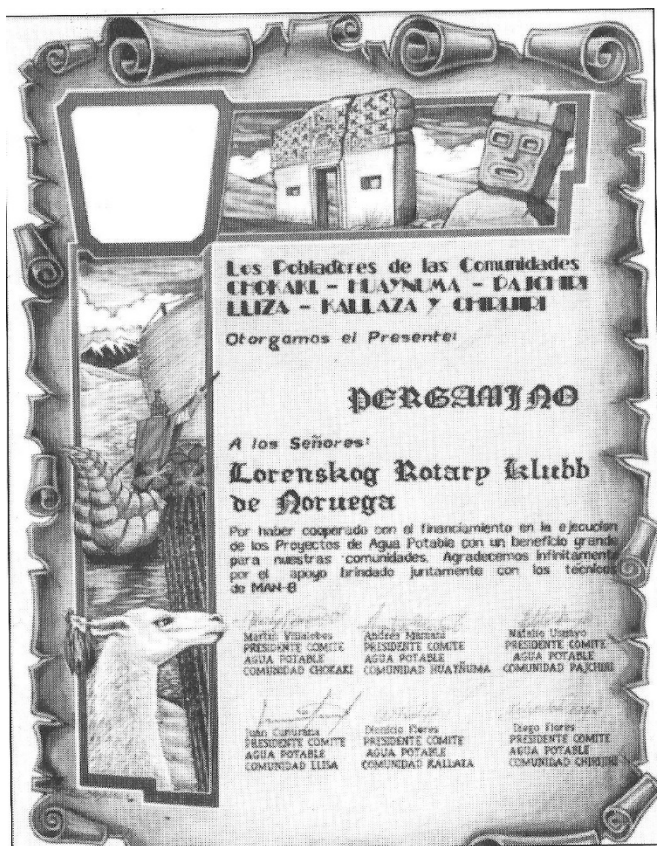 Los Pobladores de las Comunidades
CHOKAKI - HUAYNUMA - PAJCHIRI
LLIZA - KALLAZA Y CHIRIJIRI
Otorgamos el Presente:
PERGAMINO
A los Señores:
Lorenskog Rotary Klubb
de Noruega
Por haber cooperado con el financiamiento en la ejecucion
de los Proyectos de Agua Potable con un beneficio grande
para nuestras comunidades. Agradecemos infinitamente
por el apoyo brindado juntamente con los tecnicos
de MAN-B
Martin Villalobos
PRESIDENTE COMITE
AGUA POTABLE
COMUNIDAD CHOKAKI
Andrés Mamani
PRESIDENTE COMITE
AGUA POTABLE
COMUNIDAD HUAYÑUMA
Natalio Usnayo
PRESIDENTE COMITE
AGUA POTABLE
COMUNIDAD PAJCHIRI
Juan
PRESIDENTE COMITE
AGUA POTABLE
COMUNIDAD LLISA
Dionicio Flores
PRESIDENTE COMITE
AGUA POTABLE
COMUNIDAD KALLAZA
Diego Flores
PRESIDENTE COMITE
AGUA POTABLE
COMUNIDAD CHIRIJIRI